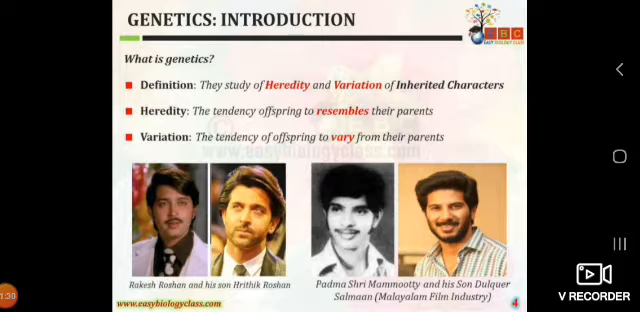 GENETICS: INTRODUCTION
EBC
EASY BIOLOGY CLASS
What is genetics?
Definition: They study of Heredity and Variation of Inherited Characters
Heredity: The tendency offspring to resembles their parents
Variation: The tendency of offspring to vary from their parents
www.easybiologyclass.com
Rakesh Roshan and his son Hrithik Roshan
Padma Shri Mammootty and his Son Dulquer
Salmaan (Malayalam Film Industry)
www.easybiologyclass.com
4
1:30
V RECORDER